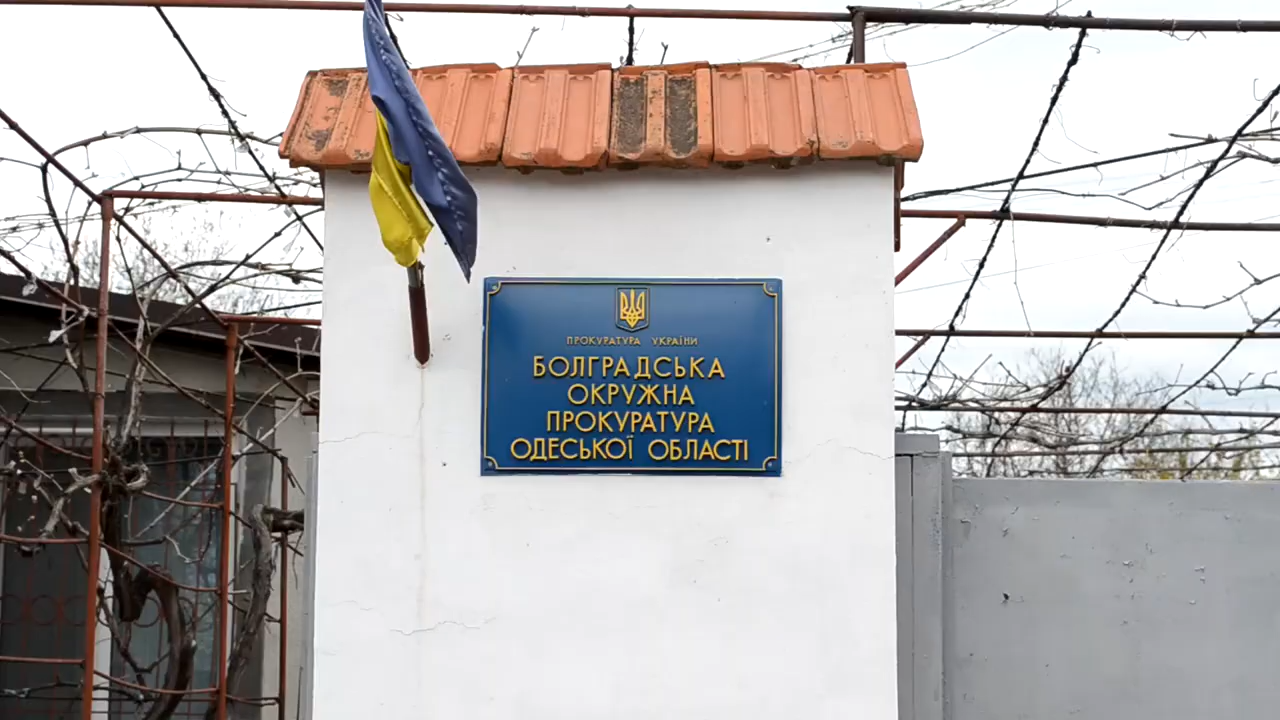 ПРОКУРАТУРА УКРАЇНИ
БОЛГРАДСЬКА
ОКРУЖНА
ПРОКУРАТУРА
ОДЕСЬКОЇ ОБЛАСТІ